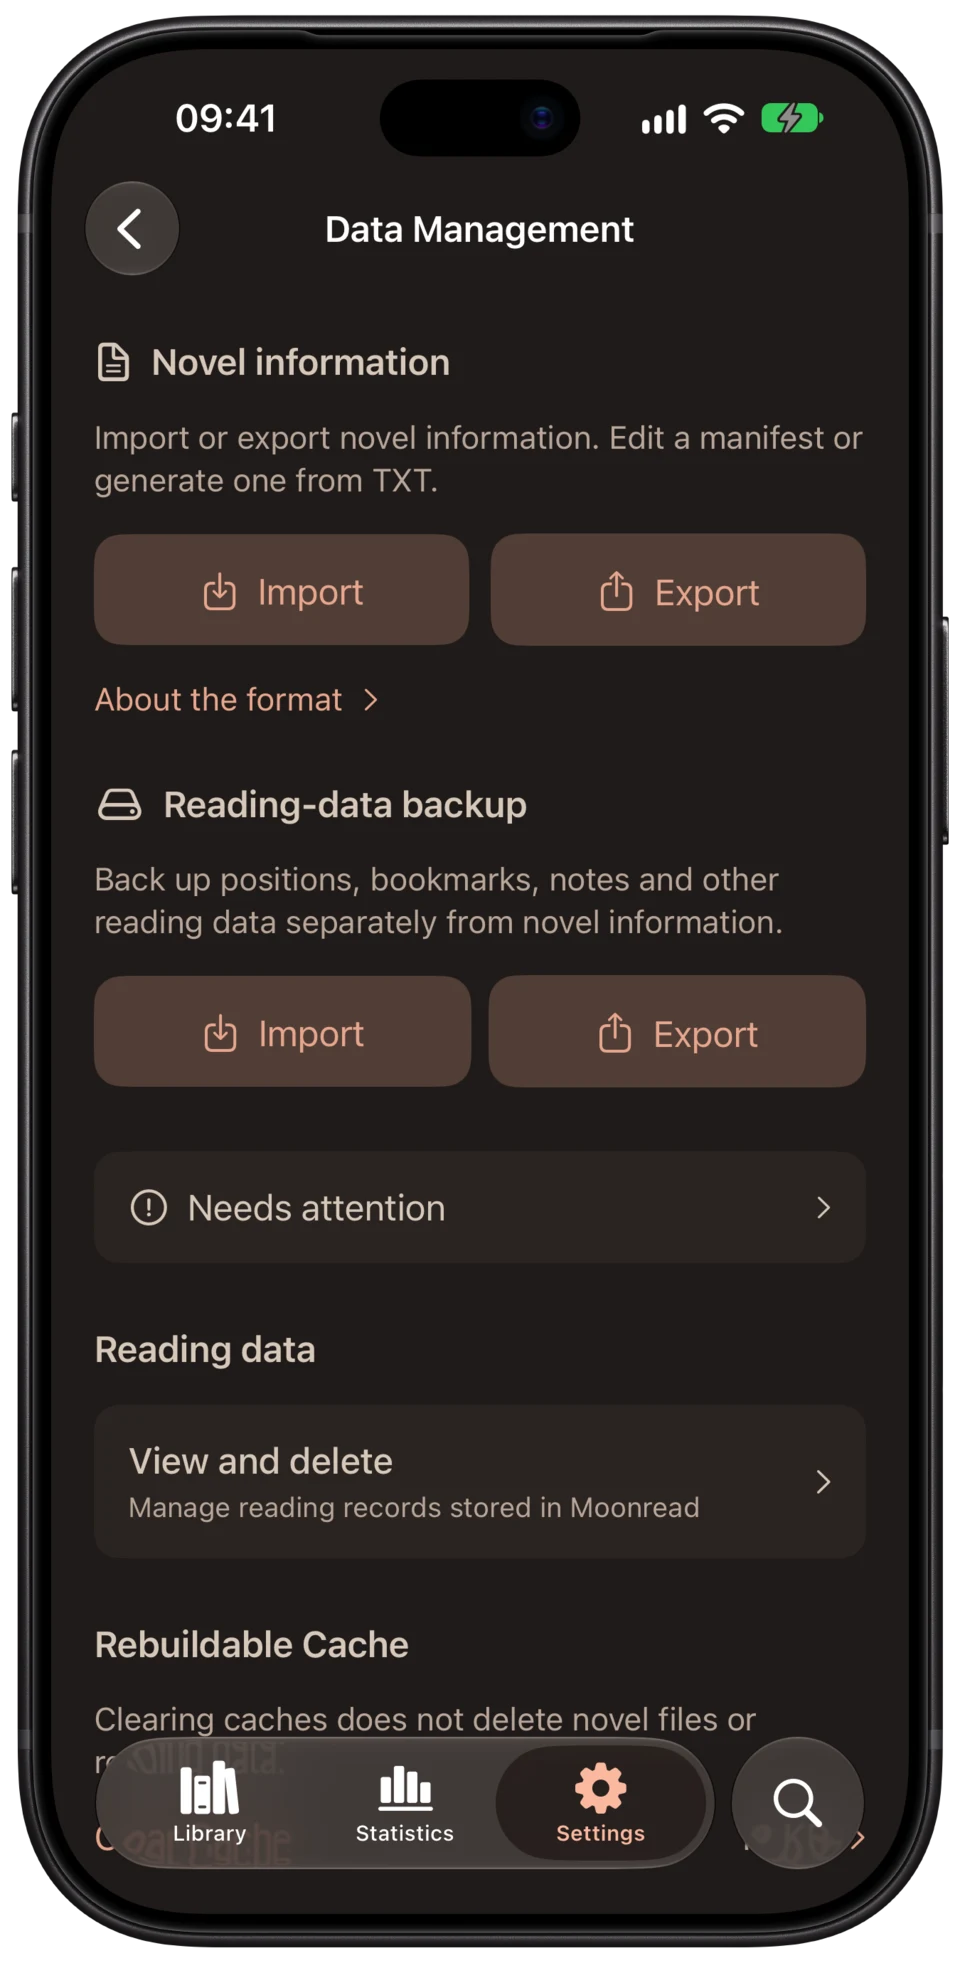 09:41
Data Management
Novel information
Import or export novel information. Edit a manifest or
generate one from TXT.
Import
Export
About the format
Reading-data backup
Back up positions, bookmarks, notes and other
reading data separately from novel information.
Import
Export
Needs attention
Reading data
View and delete
Manage reading records stored in Moonread
Rebuildable Cache
Clearing caches does not delete novel files or
Library
Statistics
Settings